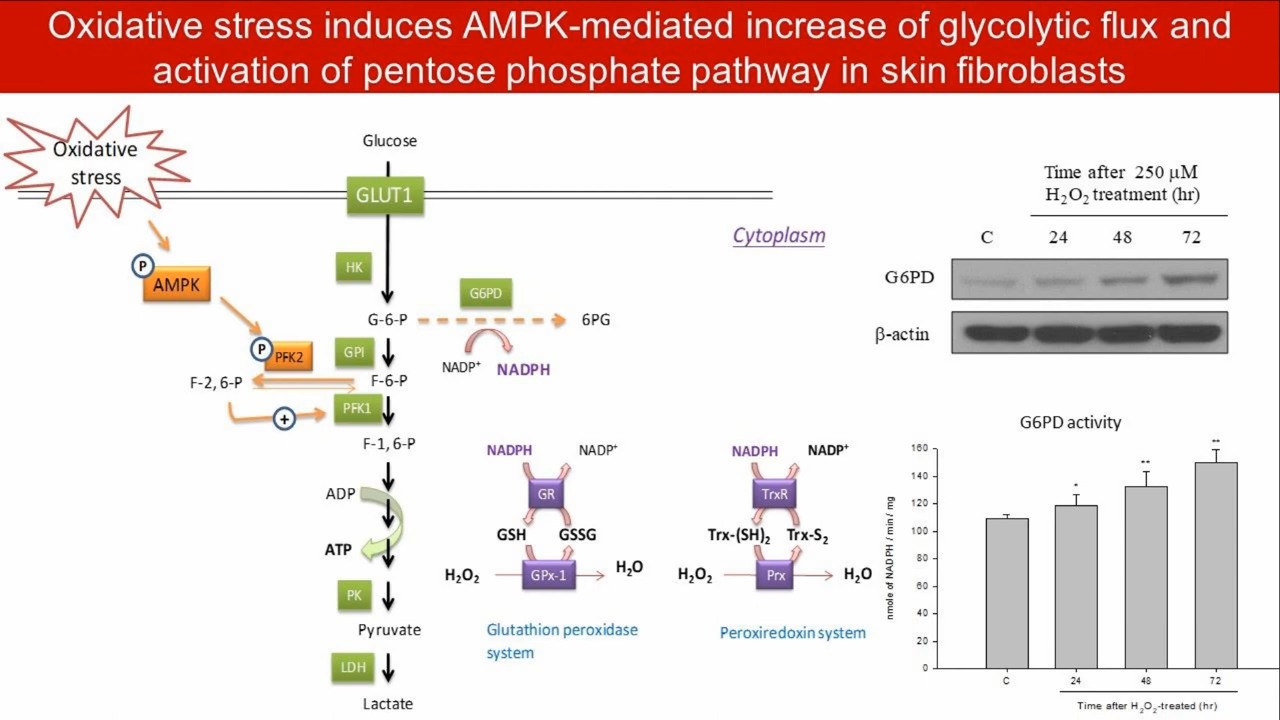 Oxidative stress induces AMPK-mediated increase of glycolytic flux and
activation of pentose phosphate pathway in skin fibroblasts
Oxidative
stress
Glucose
GLUT1
Cytoplasm
P
AMPK
HK
G6PD
G-6-P
6PG
P
PFK2
GPI
NADP⁺
NADPH
F-2, 6-P
F-6-P
PFK1
+
F-1, 6-P
ADP
ATP
PK
Pyruvate
LDH
Lactate
NADPH
NADP⁺
GR
GSH
GSSG
H₂O₂
GPx-1
H₂O
Glutathion peroxidase
system
NADPH
NADP⁺
TrxR
Trx-(SH)₂
Trx-S₂
H₂O₂
Prx
H₂O
Peroxiredoxin system
Time after 250 µM
H₂O₂ treatment (hr)
C 24 48 72
G6PD
β-actin
G6PD activity
nmole of NADPH / min / mg
160
140
120
100
80
60
40
20
0
*
**
**
C 24 48 72
Time after H₂O₂-treated (hr)